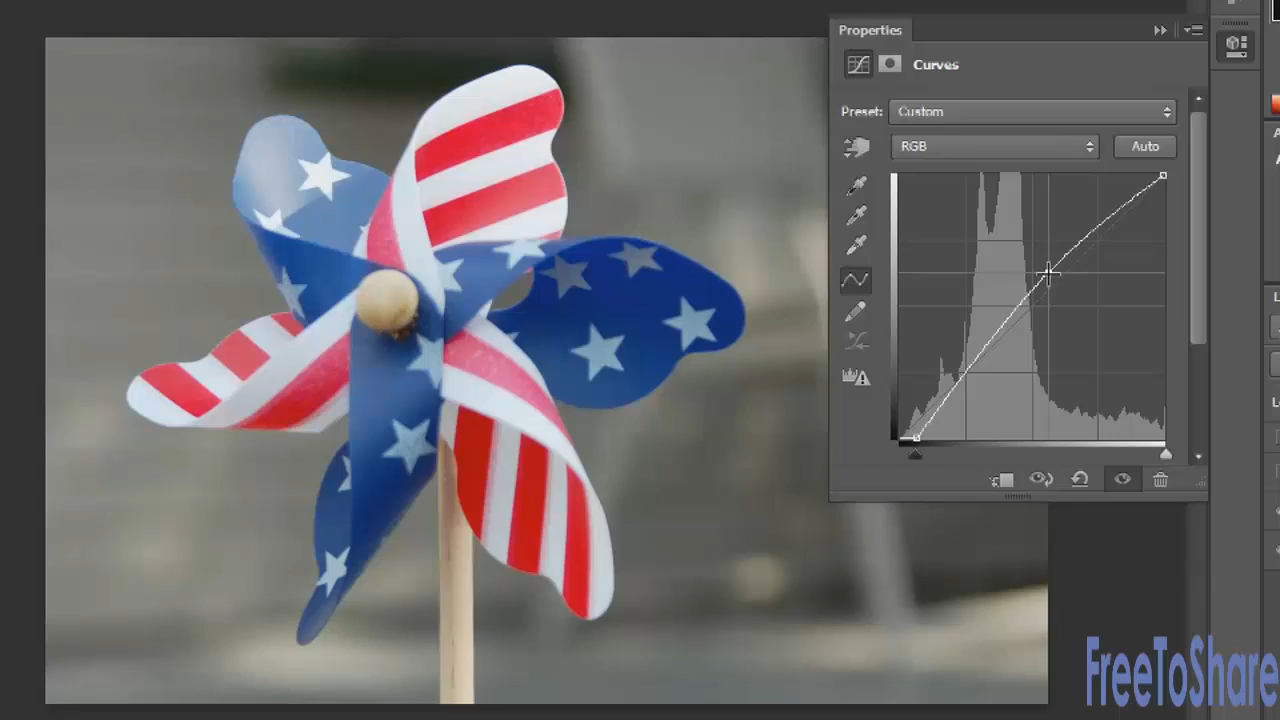 Properties
Curves
Preset: Custom
RGB Auto
FreeToShare